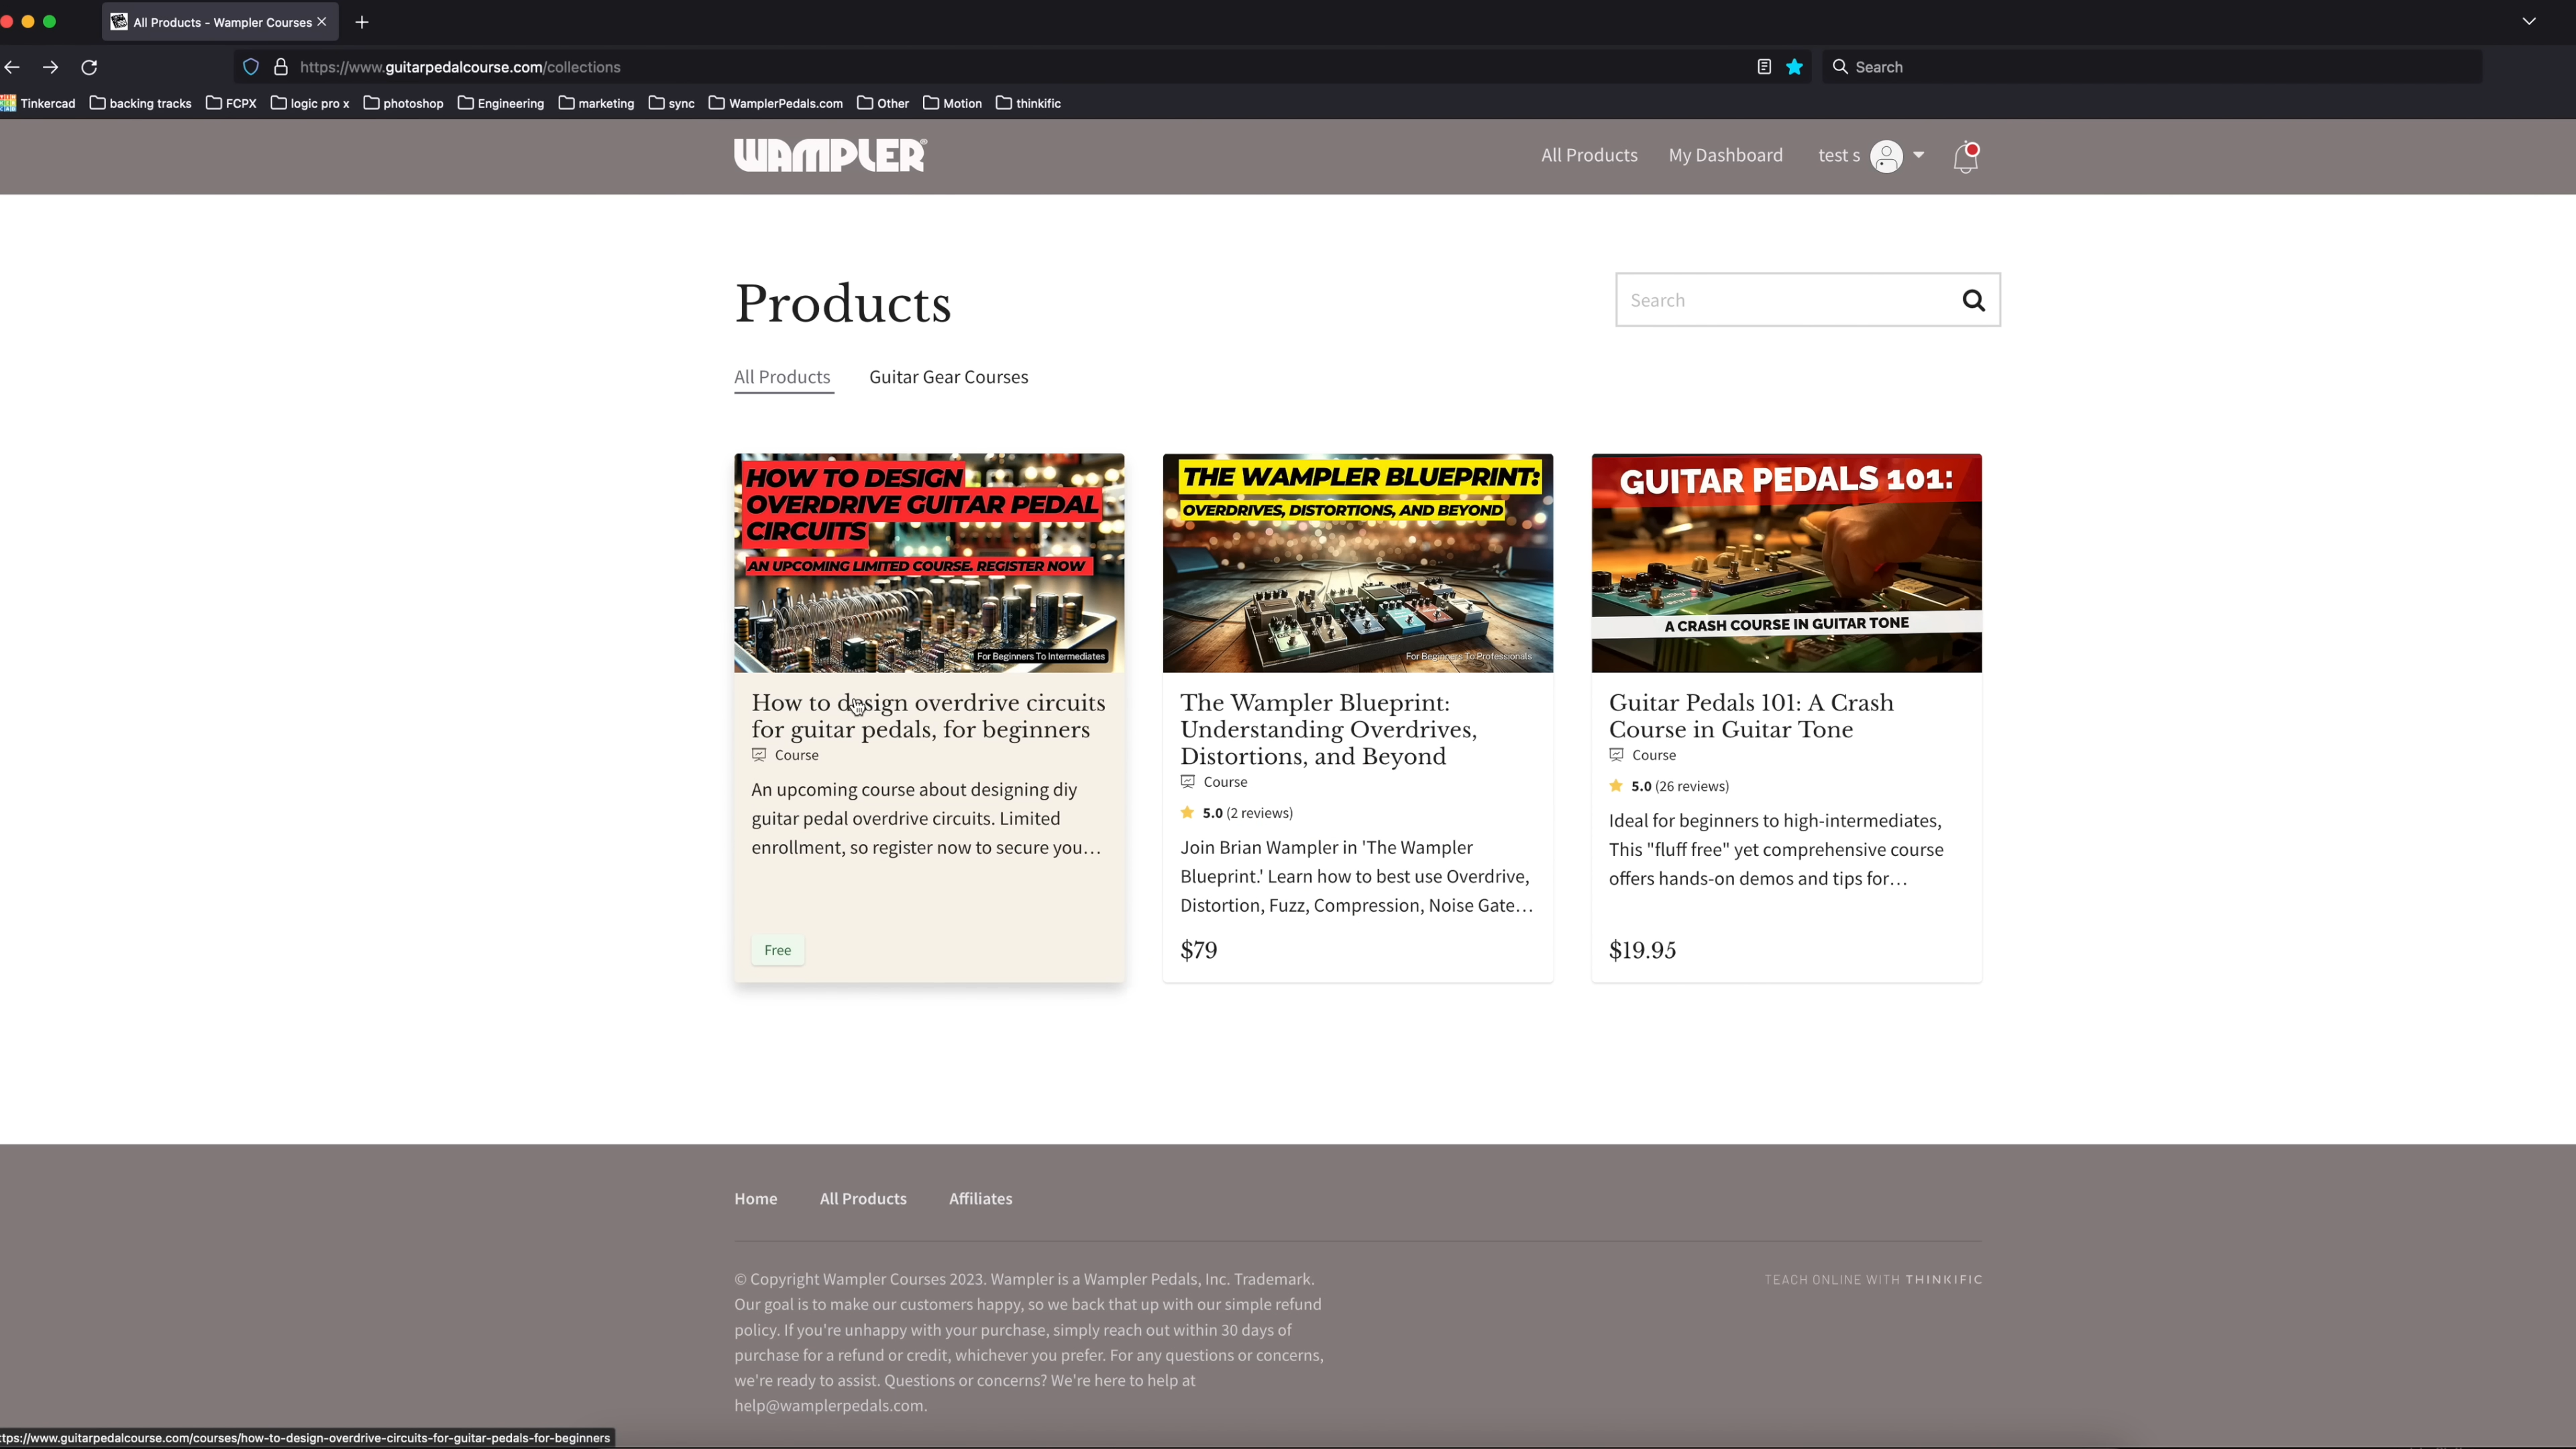 All Products - Wampler Courses
https://www.guitarpedalcourse.com/collections
Search
Tinkercad
backing tracks
FCPX
logic pro x
photoshop
Engineering
marketing
sync
WamplerPedals.com
Other
Motion
thinkific
WAMPLER®
All Products
My Dashboard
test s
Products
Search
All Products
Guitar Gear Courses
HOW TO DESIGN
OVERDRIVE GUITAR PEDAL
CIRCUITS
AN UPCOMING LIMITED COURSE. REGISTER NOW
For Beginners To Intermediates
How to design overdrive circuits
for guitar pedals, for beginners
Course
An upcoming course about designing diy
guitar pedal overdrive circuits. Limited
enrollment, so register now to secure you...
Free
THE WAMPLER BLUEPRINT:
OVERDRIVES, DISTORTIONS, AND BEYOND
For Beginners To Professionals
The Wampler Blueprint:
Understanding Overdrives,
Distortions, and Beyond
Course
5.0 (2 reviews)
Join Brian Wampler in 'The Wampler
Blueprint.' Learn how to best use Overdrive,
Distortion, Fuzz, Compression, Noise Gate...
$79
GUITAR PEDALS 101:
A CRASH COURSE IN GUITAR TONE
Guitar Pedals 101: A Crash
Course in Guitar Tone
Course
5.0 (26 reviews)
Ideal for beginners to high-intermediates,
This "fluff free" yet comprehensive course
offers hands-on demos and tips for...
$19.95
Home
All Products
Affiliates
© Copyright Wampler Courses 2023. Wampler is a Wampler Pedals, Inc. Trademark.
Our goal is to make our customers happy, so we back that up with our simple refund
policy. If you're unhappy with your purchase, simply reach out within 30 days of
purchase for a refund or credit, whichever you prefer. For any questions or concerns,
we're ready to assist. Questions or concerns? We're here to help at
help@wamplerpedals.com.
TEACH ONLINE WITH THINKIFIC
tps://www.guitarpedalcourse.com/courses/how-to-design-overdrive-circuits-for-guitar-pedals-for-beginners